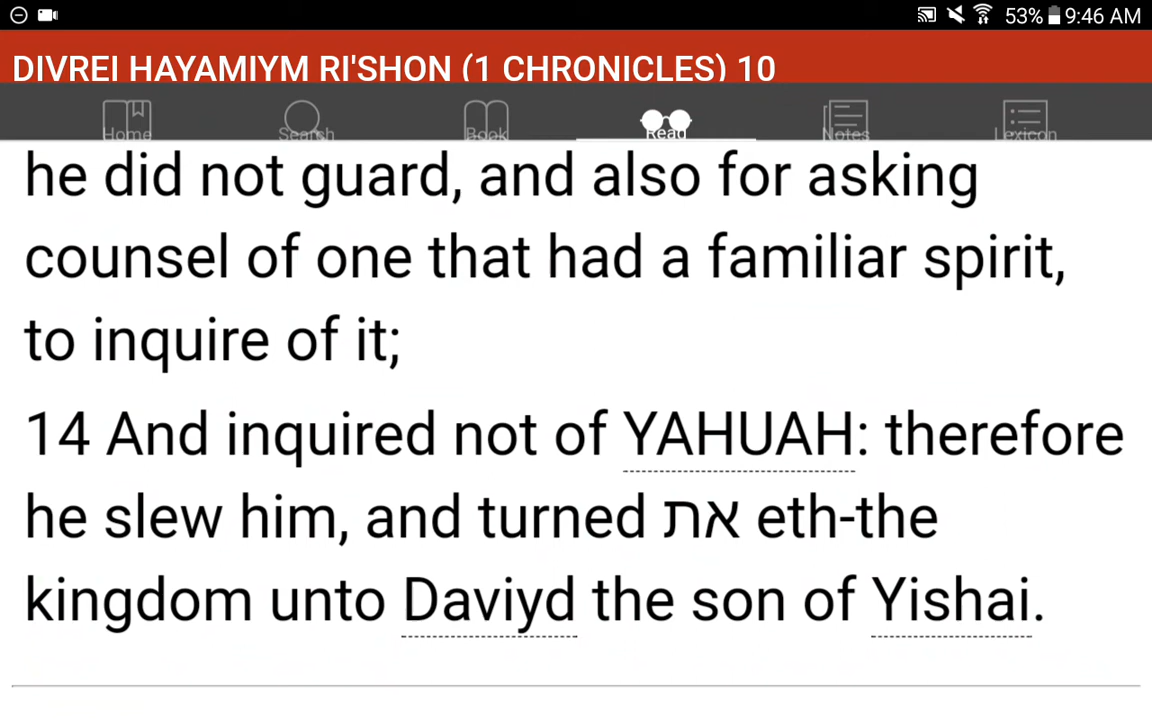 53% 9:46 AM
DIVREI HAYAMIYM RI'SHON (1 CHRONICLES) 10
Home Search Book Read Notes Lexicon
he did not guard, and also for asking
counsel of one that had a familiar spirit,
to inquire of it;
14 And inquired not of YAHUAH: therefore
he slew him, and turned את eth-the
kingdom unto Daviyd the son of Yishai.